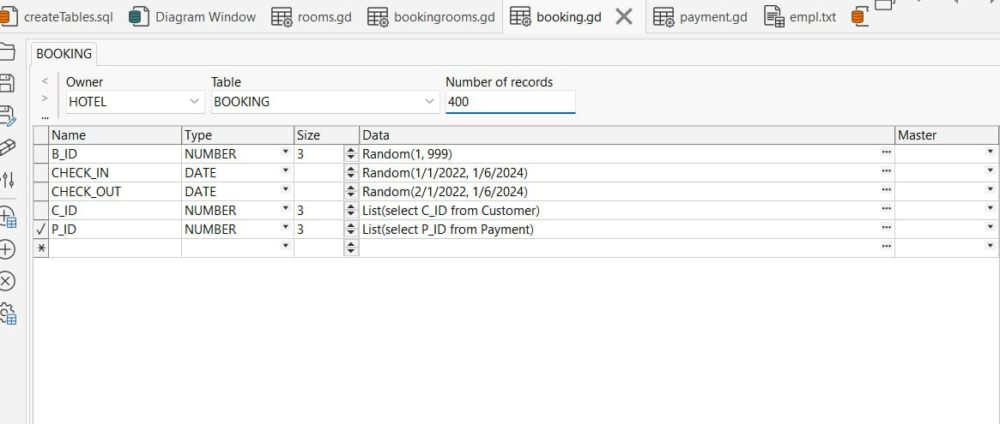 createTables.sql Diagram Window rooms.gd bookingrooms.gd booking.gd payment.gd empl.txt
BOOKING
< Owner Table Number of records
> HOTEL BOOKING 400
...
Name Type Size Data Master
B_ID NUMBER 3 Random(1, 999) ...
CHECK_IN DATE Random(1/1/2022, 1/6/2024) ...
CHECK_OUT DATE Random(2/1/2022, 1/6/2024) ...
C_ID NUMBER 3 List(select C_ID from Customer) ...
✓ P_ID NUMBER 3 List(select P_ID from Payment) ...
* ...